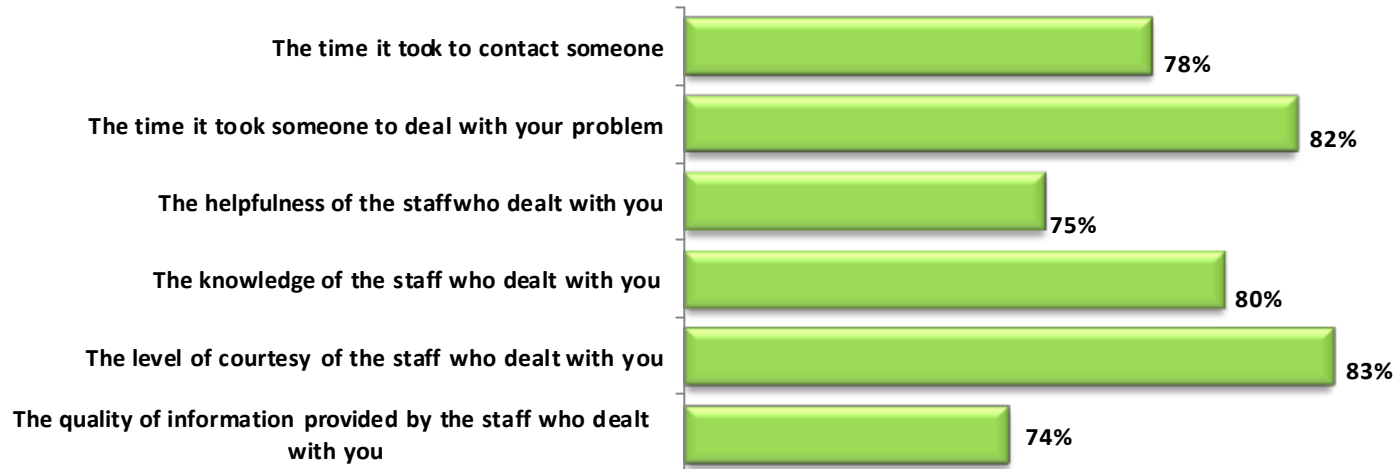 The time it took to contact someone
78%
The time it took someone to deal with your problem
82%
The helpfulness of the staffwho dealt with you
75%
The knowledge of the staff who dealt with you
80%
The level of courtesy of the staff who dealt with you
83%
The quality of information provided by the staff who dealt
with you
74%